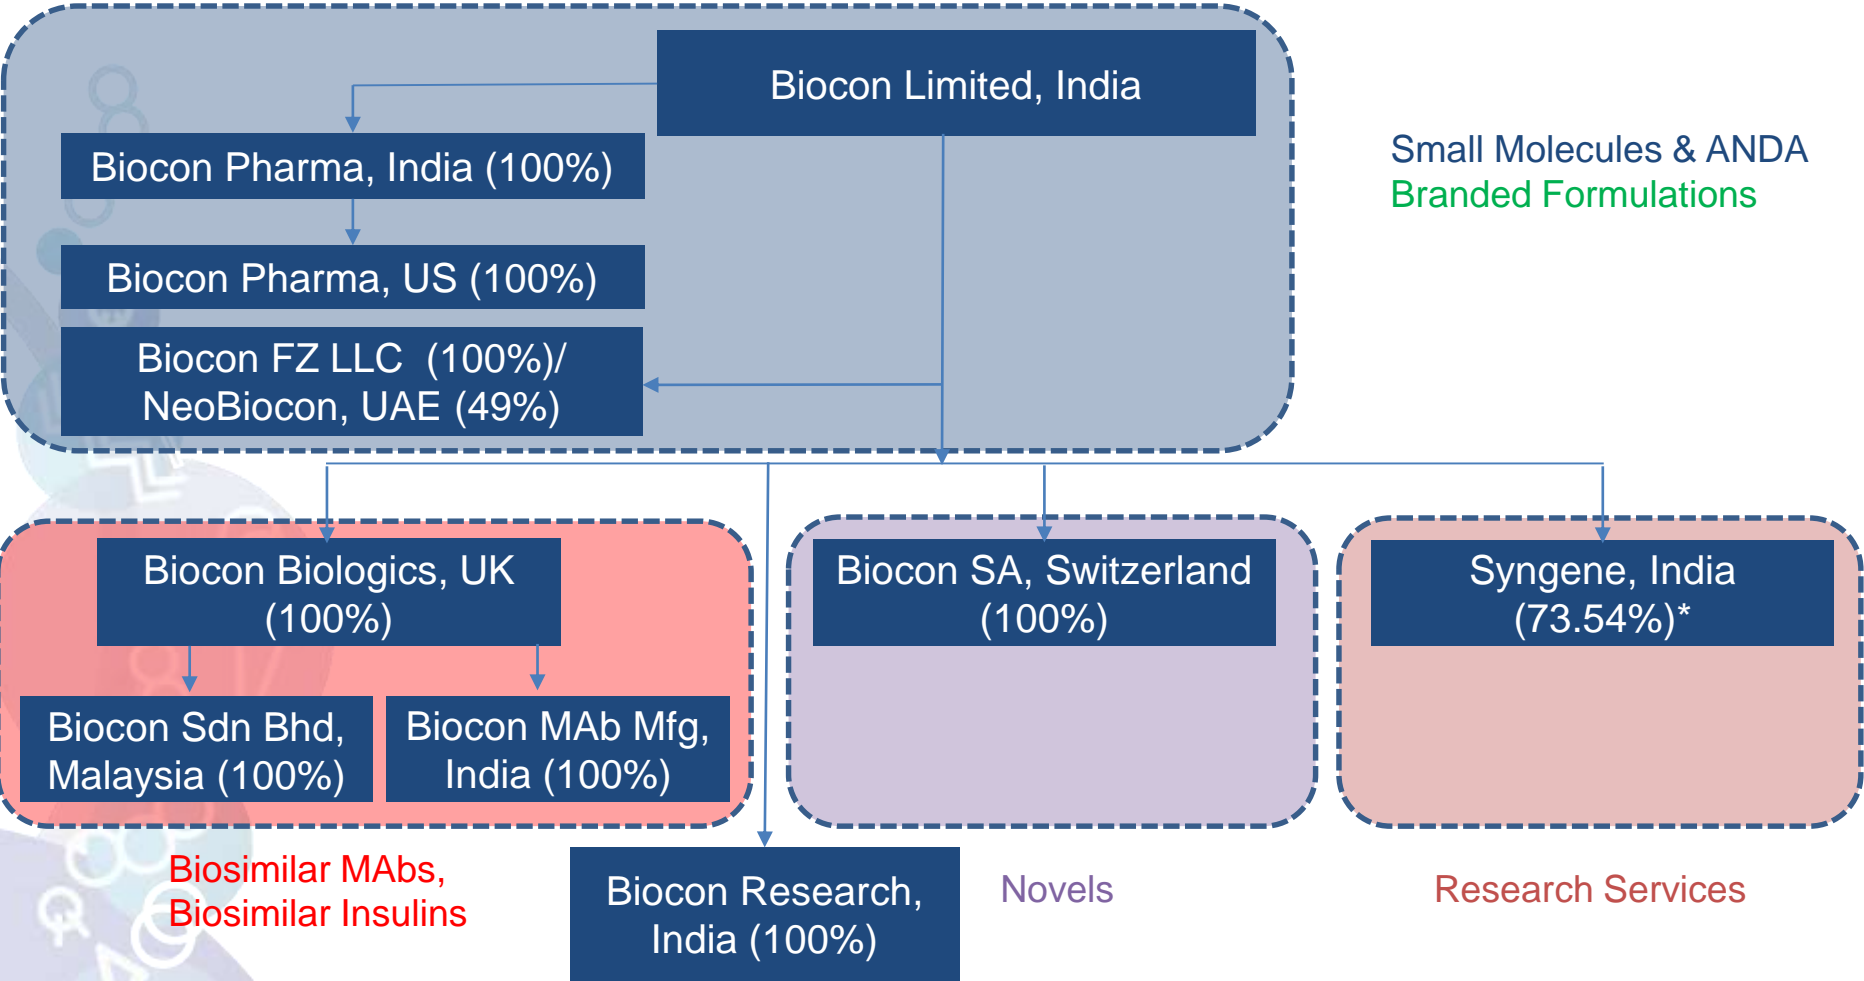 Biocon Limited, India
Small Molecules & ANDA
Branded Formulations
Biocon Pharma, India (100%)
Biocon Pharma, US (100%)
Biocon FZ LLC  (100%)/
NeoBiocon, UAE (49%)
Biocon Biologics, UK
(100%)
Biocon SA, Switzerland
(100%)
Syngene, India
(73.54%)*
Biocon Sdn Bhd,
Malaysia (100%)
Biocon MAb Mfg,
India (100%)
Biosimilar MAbs,
Biosimilar Insulins
Biocon Research,
India (100%)
Novels
Research Services